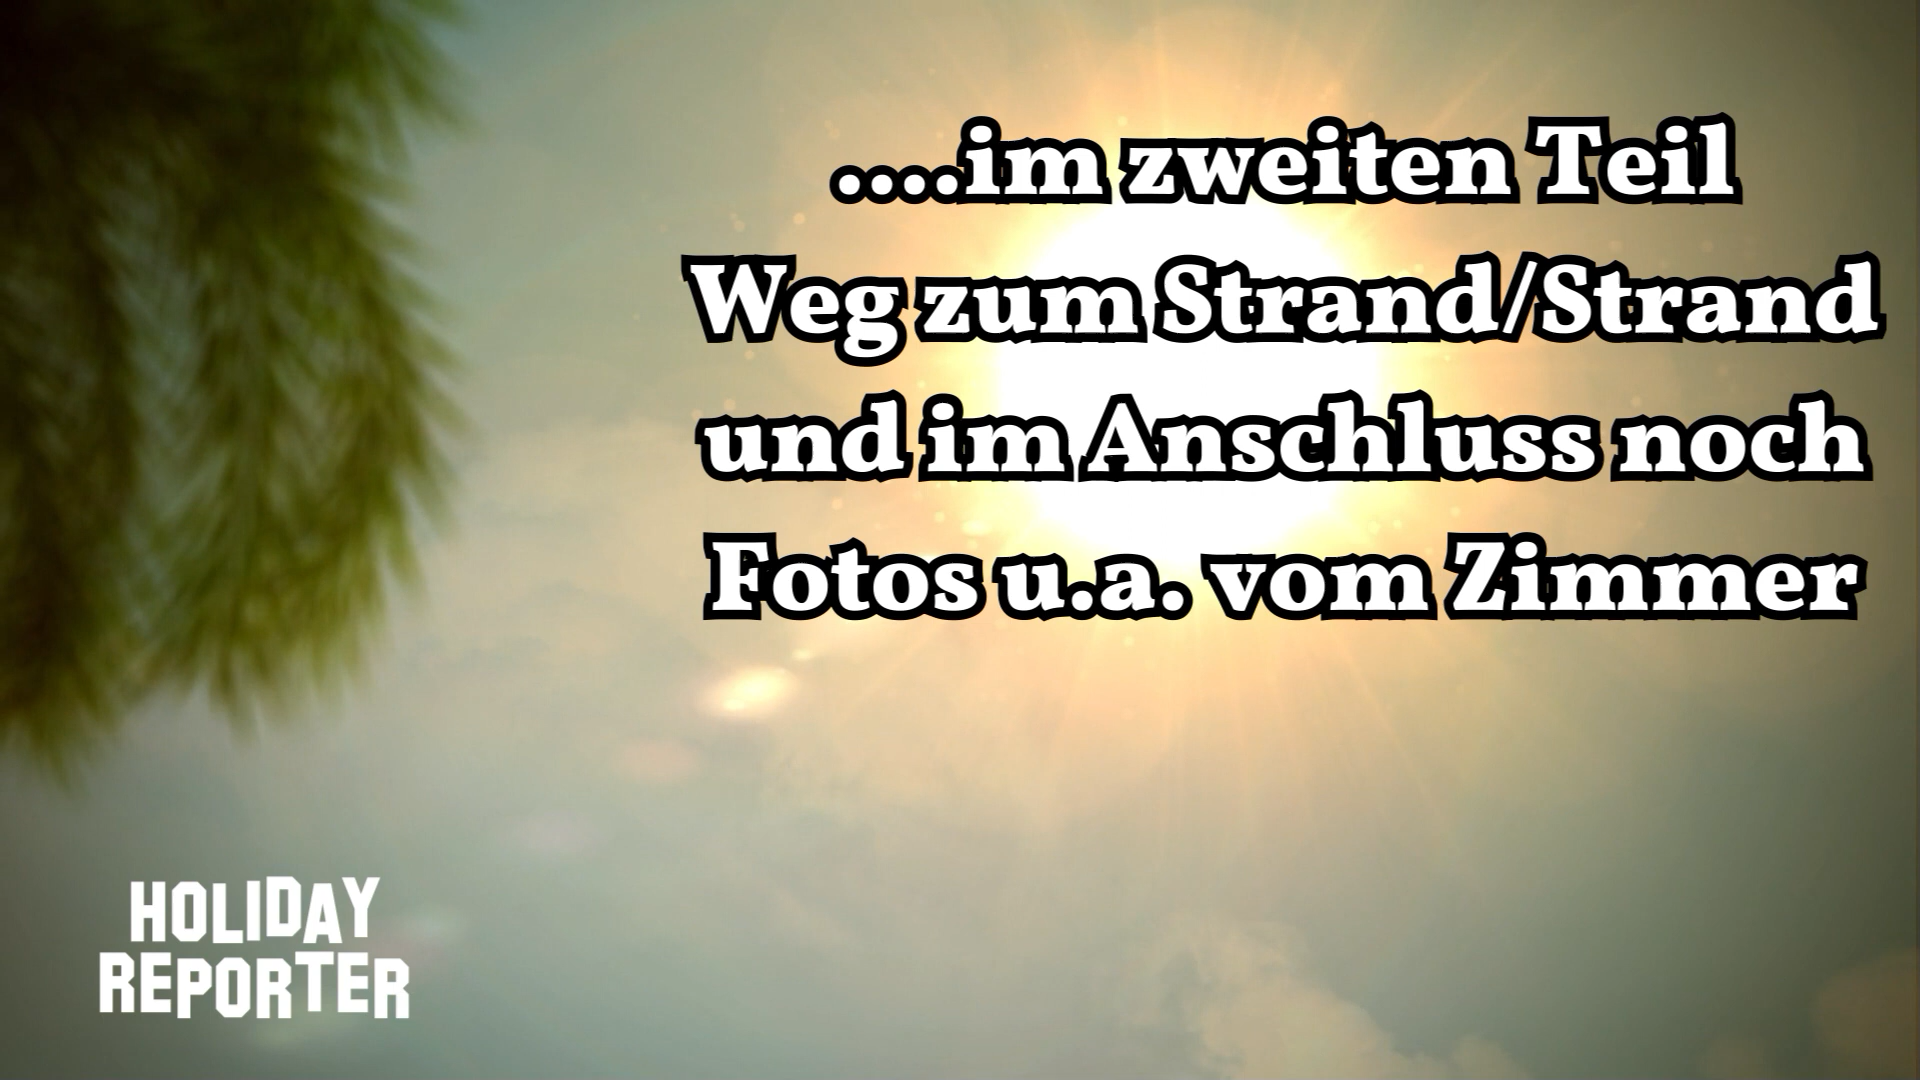 ....im zweiten Teil
Weg zum Strand/Strand
und im Anschluss noch
Fotos u.a. vom Zimmer
HOLIDAY
REPORTER